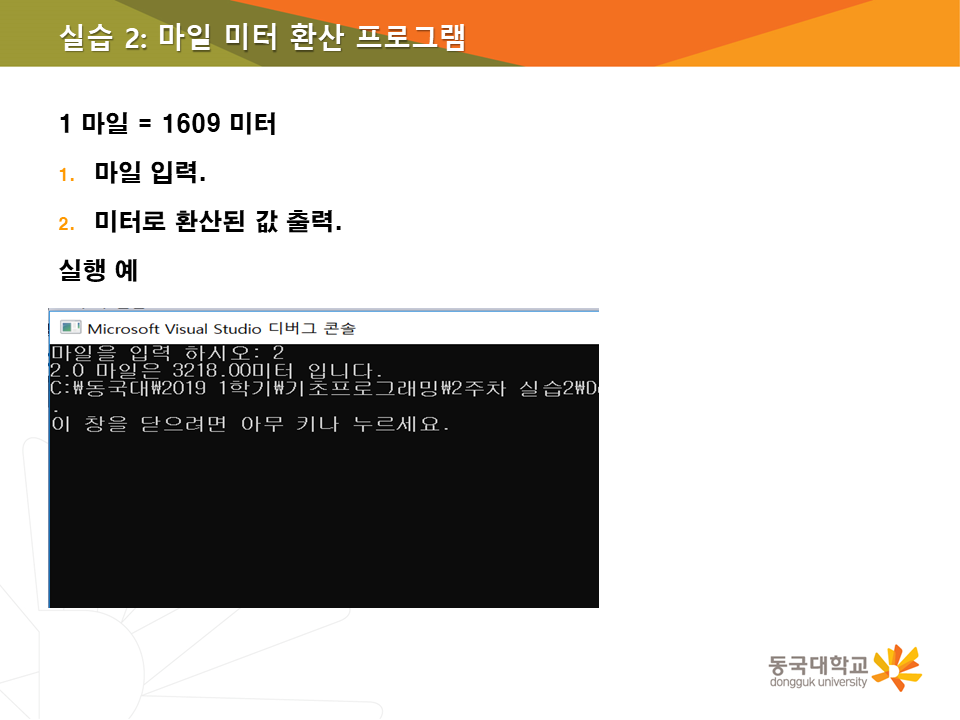 실습 2: 마일 미터 환산 프로그램
1 마일 = 1609 미터
1. 마일 입력.
2. 미터로 환산된 값 출력.
실행 예
Microsoft Visual Studio 디버그 콘솔
마일을 입력 하시오: 2
2.0 마일은 3218.00미터 입니다.
C:₩동국대₩2019 1학기₩기초프로그래밍₩2주차 실습2₩D
.
이 창을 닫으려면 아무 키나 누르세요.
동국대학교
dongguk university